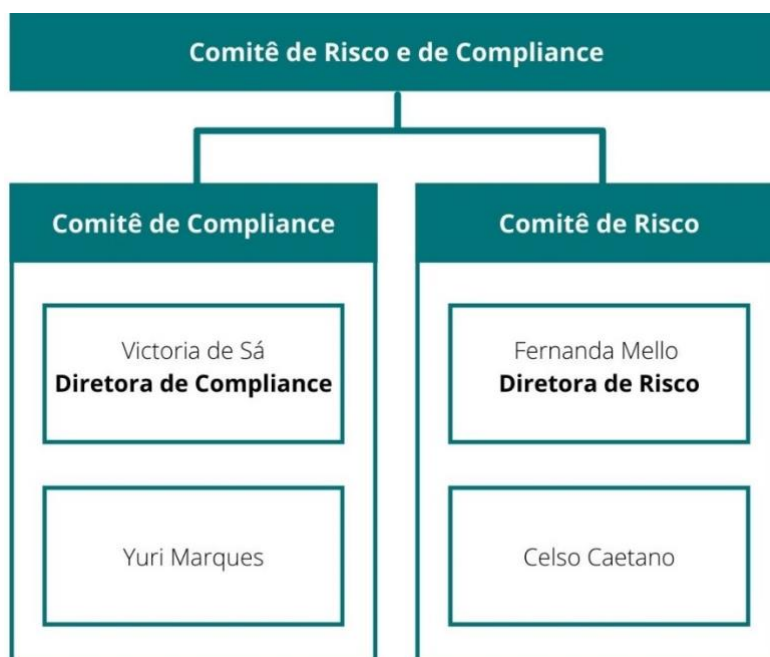 Comitê de Risco e de Compliance
Comitê de Compliance
Victoria de Sá
Diretora de Compliance
Yuri Marques
Comitê de Risco
Fernanda Mello
Diretora de Risco
Celso Caetano